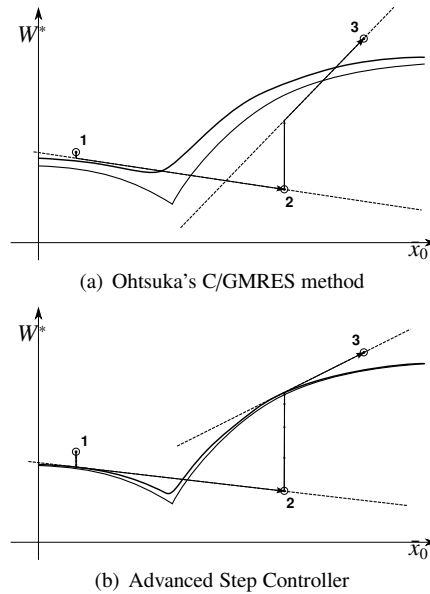 W*
3
1
2
x̄₀
(a) Ohtsuka's C/GMRES method
W*
3
1
2
x̄₀
(b) Advanced Step Controller